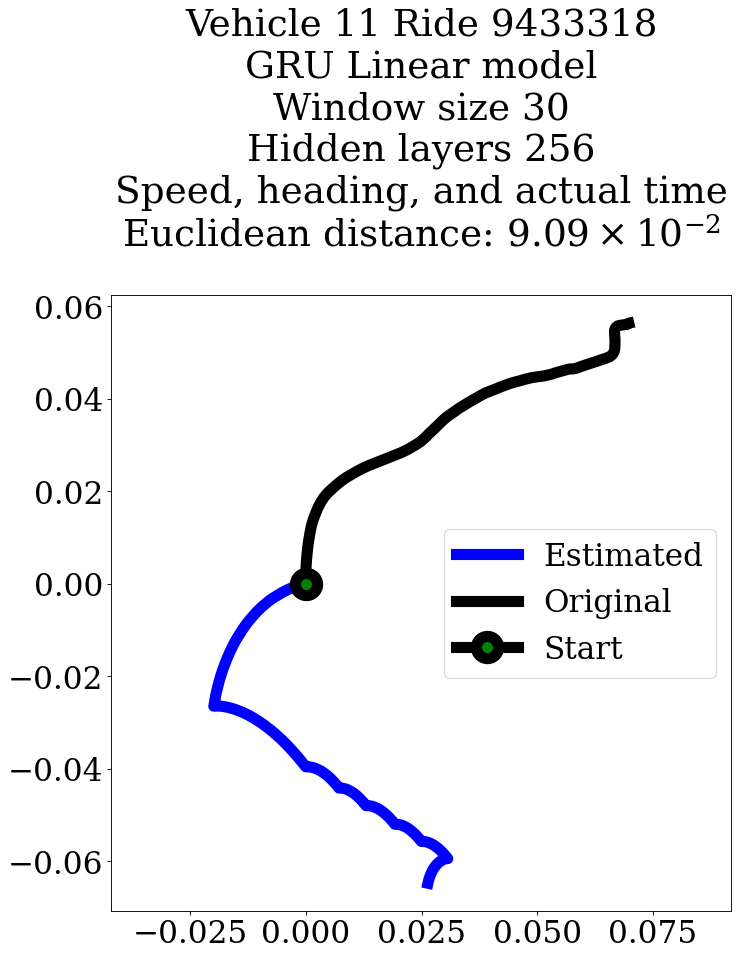 Vehicle 11 Ride 9433318
GRU Linear model
Window size 30
Hidden layers 256
Speed, heading, and actual time
Euclidean distance: 9.09 × 10⁻²
0.06
0.04
0.02
0.00
−0.02
−0.04
−0.06
Estimated
Original
Start
−0.025 0.000 0.025 0.050 0.075